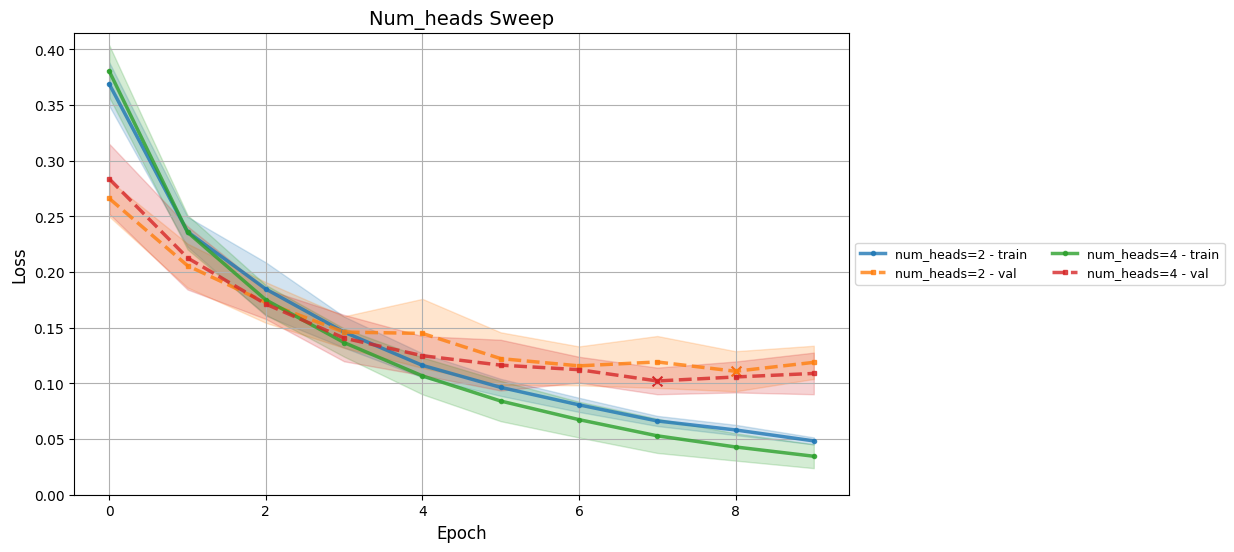 Num_heads Sweep
Loss
0.40
0.35
0.30
0.25
0.20
0.15
0.10
0.05
0.00
0 2 4 6 8
Epoch
num_heads=2 - train num_heads=4 - train
num_heads=2 - val num_heads=4 - val